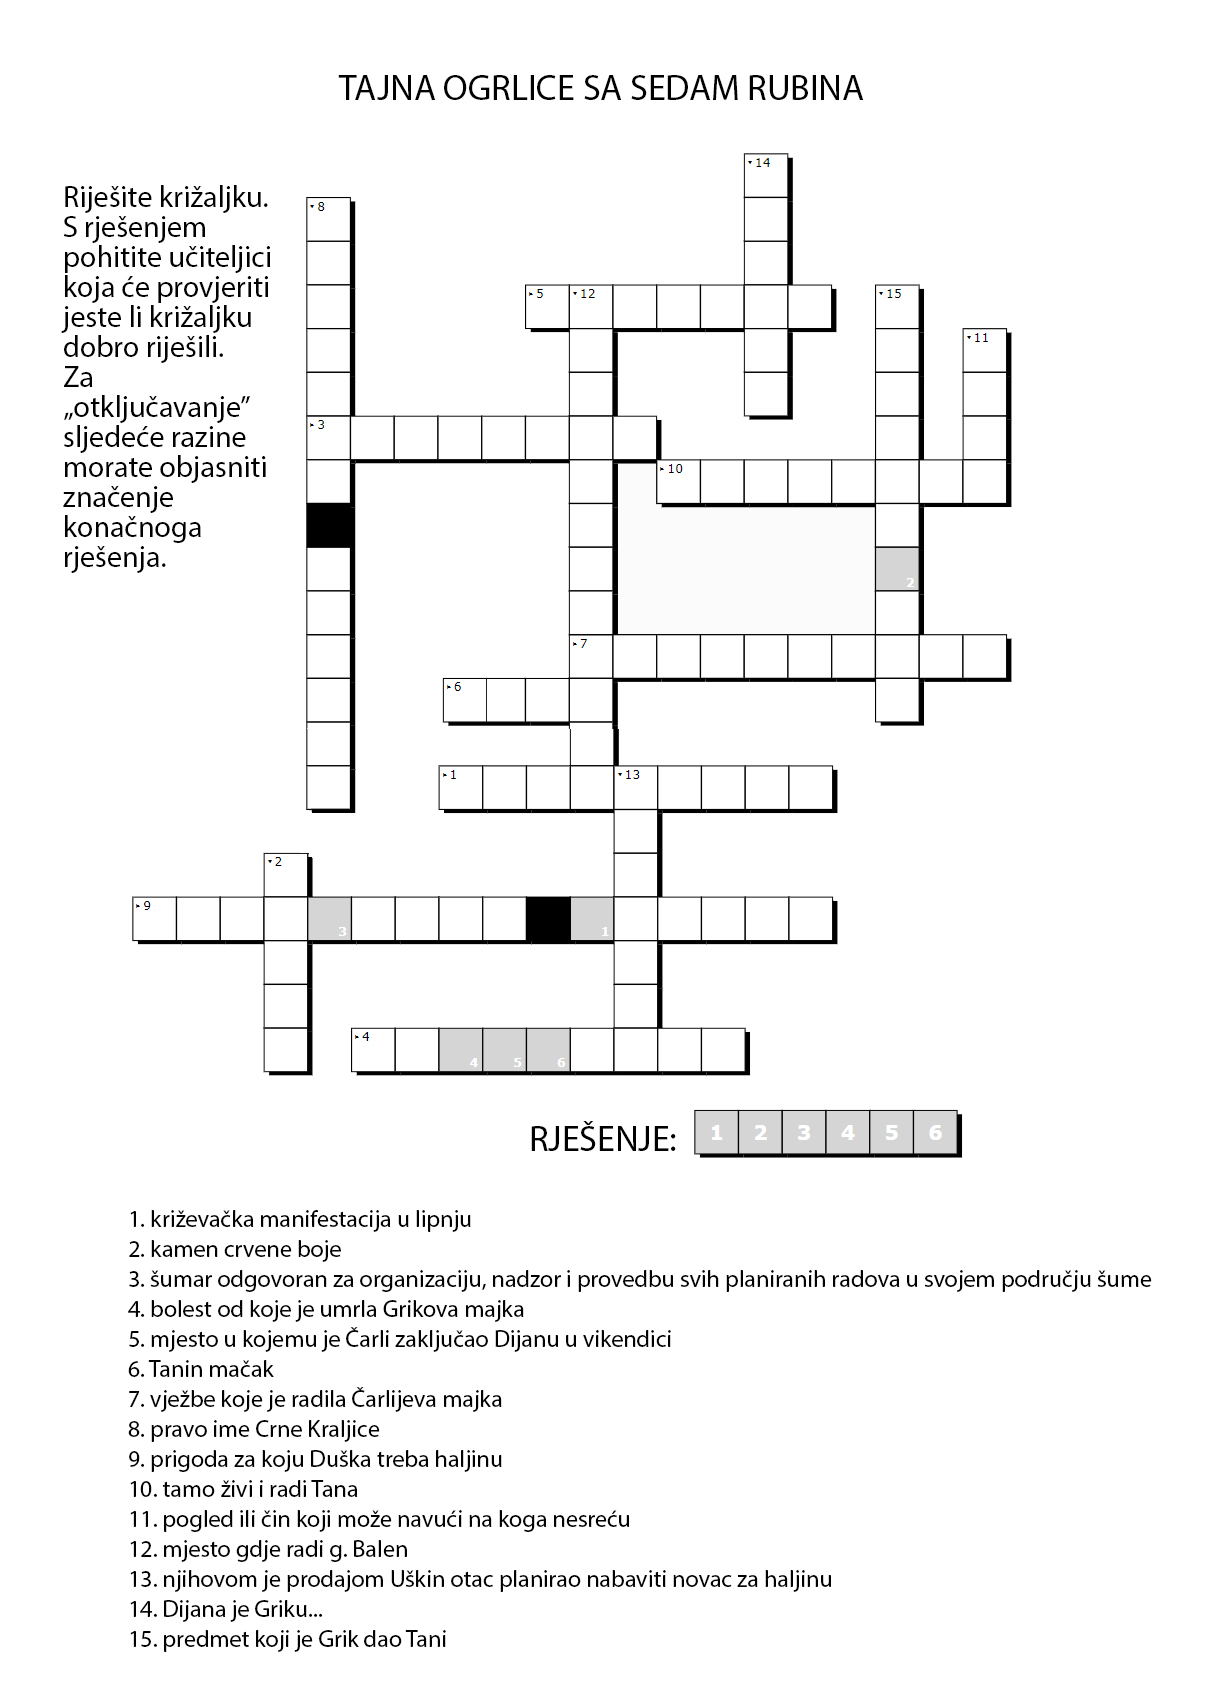 TAJNA OGRLICE SA SEDAM RUBINA
Riješite križaljku.
S rješenjem
pohitite učiteljici
koja će provjeriti
jeste li križaljku
dobro riješili.
Za
„otključavanje”
sljedeće razine
morate objasniti
značenje
konačnoga
rješenja.
14
8
5 12 15
11
3
10
2
7
6
1 13
2
9 3 1
4 4 5 6
RJEŠENJE: 1 2 3 4 5 6
1. križevačka manifestacija u lipnju
2. kamen crvene boje
3. šumar odgovoran za organizaciju, nadzor i provedbu svih planiranih radova u svojem području šume
4. bolest od koje je umrla Grikova majka
5. mjesto u kojemu je Čarli zaključao Dijanu u vikendici
6. Tanin mačak
7. vježbe koje je radila Čarlijeva majka
8. pravo ime Crne Kraljice
9. prigoda za koju Duška treba haljinu
10. tamo živi i radi Tana
11. pogled ili čin koji može navući na koga nesreću
12. mjesto gdje radi g. Balen
13. njihovom je prodajom Uškin otac planirao nabaviti novac za haljinu
14. Dijana je Griku...
15. predmet koji je Grik dao Tani